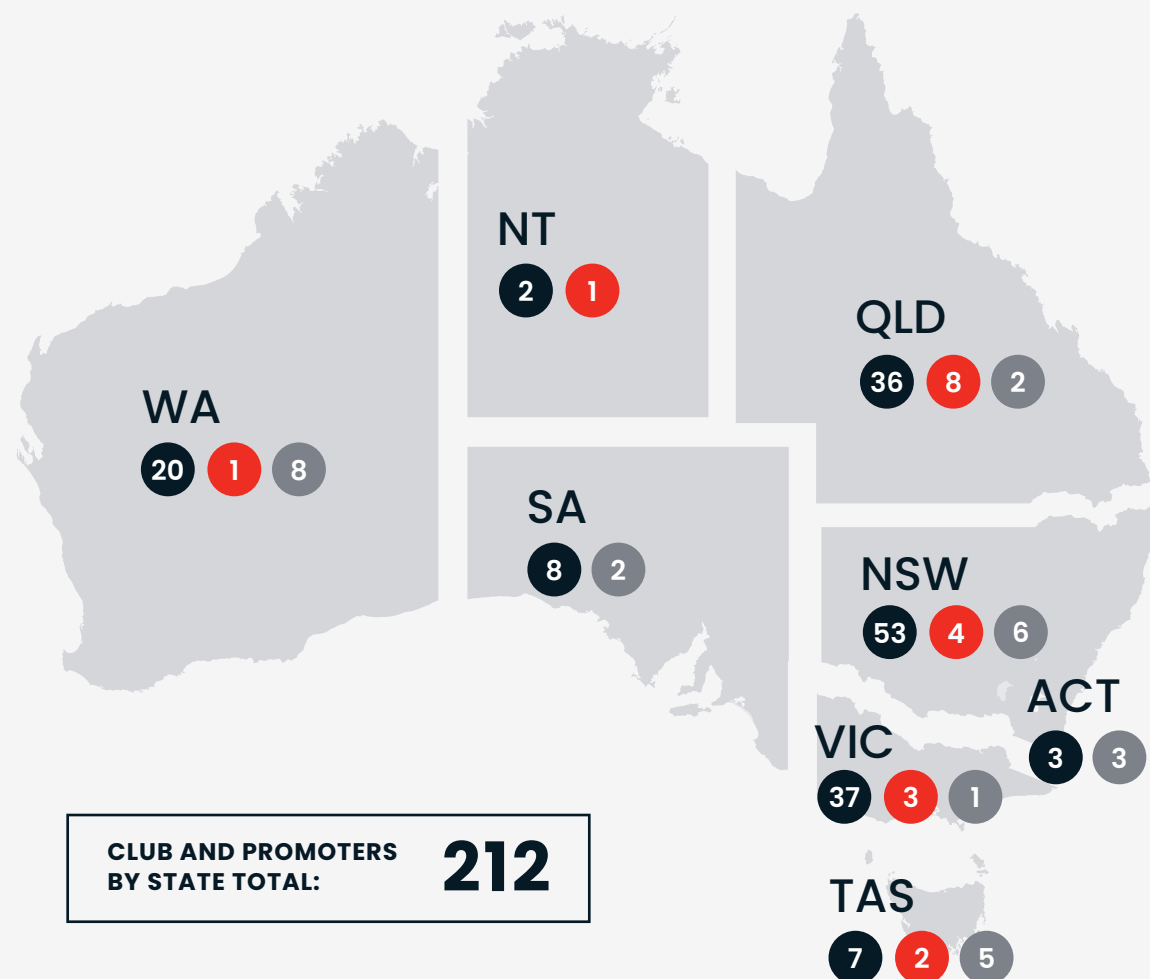 NT
2 1
QLD
36 8 2
WA
20 1 8
SA
8 2
NSW
53 4 6
ACT
3 3
VIC
37 3 1
CLUB AND PROMOTERS
BY STATE TOTAL:
212
TAS
7 2 5